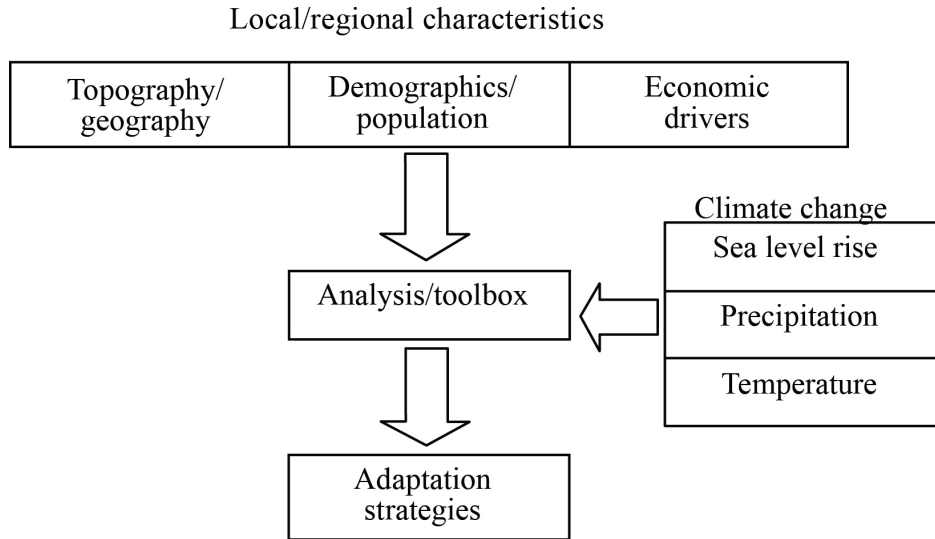 Local/regional characteristics
Topography/
geography
Demographics/
population
Economic
drivers
Climate change
Sea level rise
Analysis/toolbox
Precipitation
Temperature
Adaptation
strategies